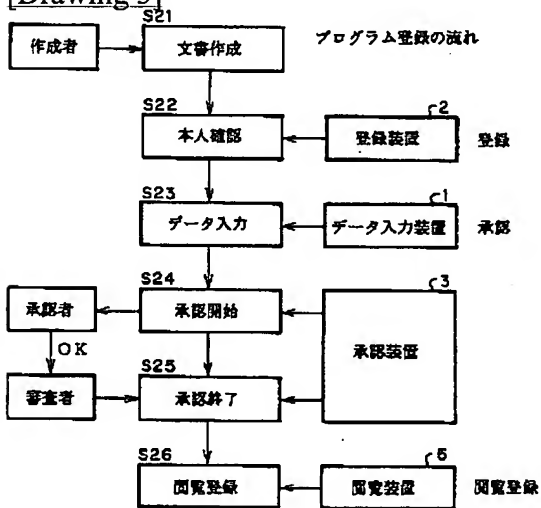 [Drawing 5]
S21
作成者
文書作成
プログラム登録の流れ
S22
2
本人確認
登録装置
登録
S23
1
データ入力
データ入力装置
承認
S24
3
承認者
承認開始
承認装置
OK
S25
審査者
承認終了
S26
5
閲覧登録
閲覧装置
閲覧登録